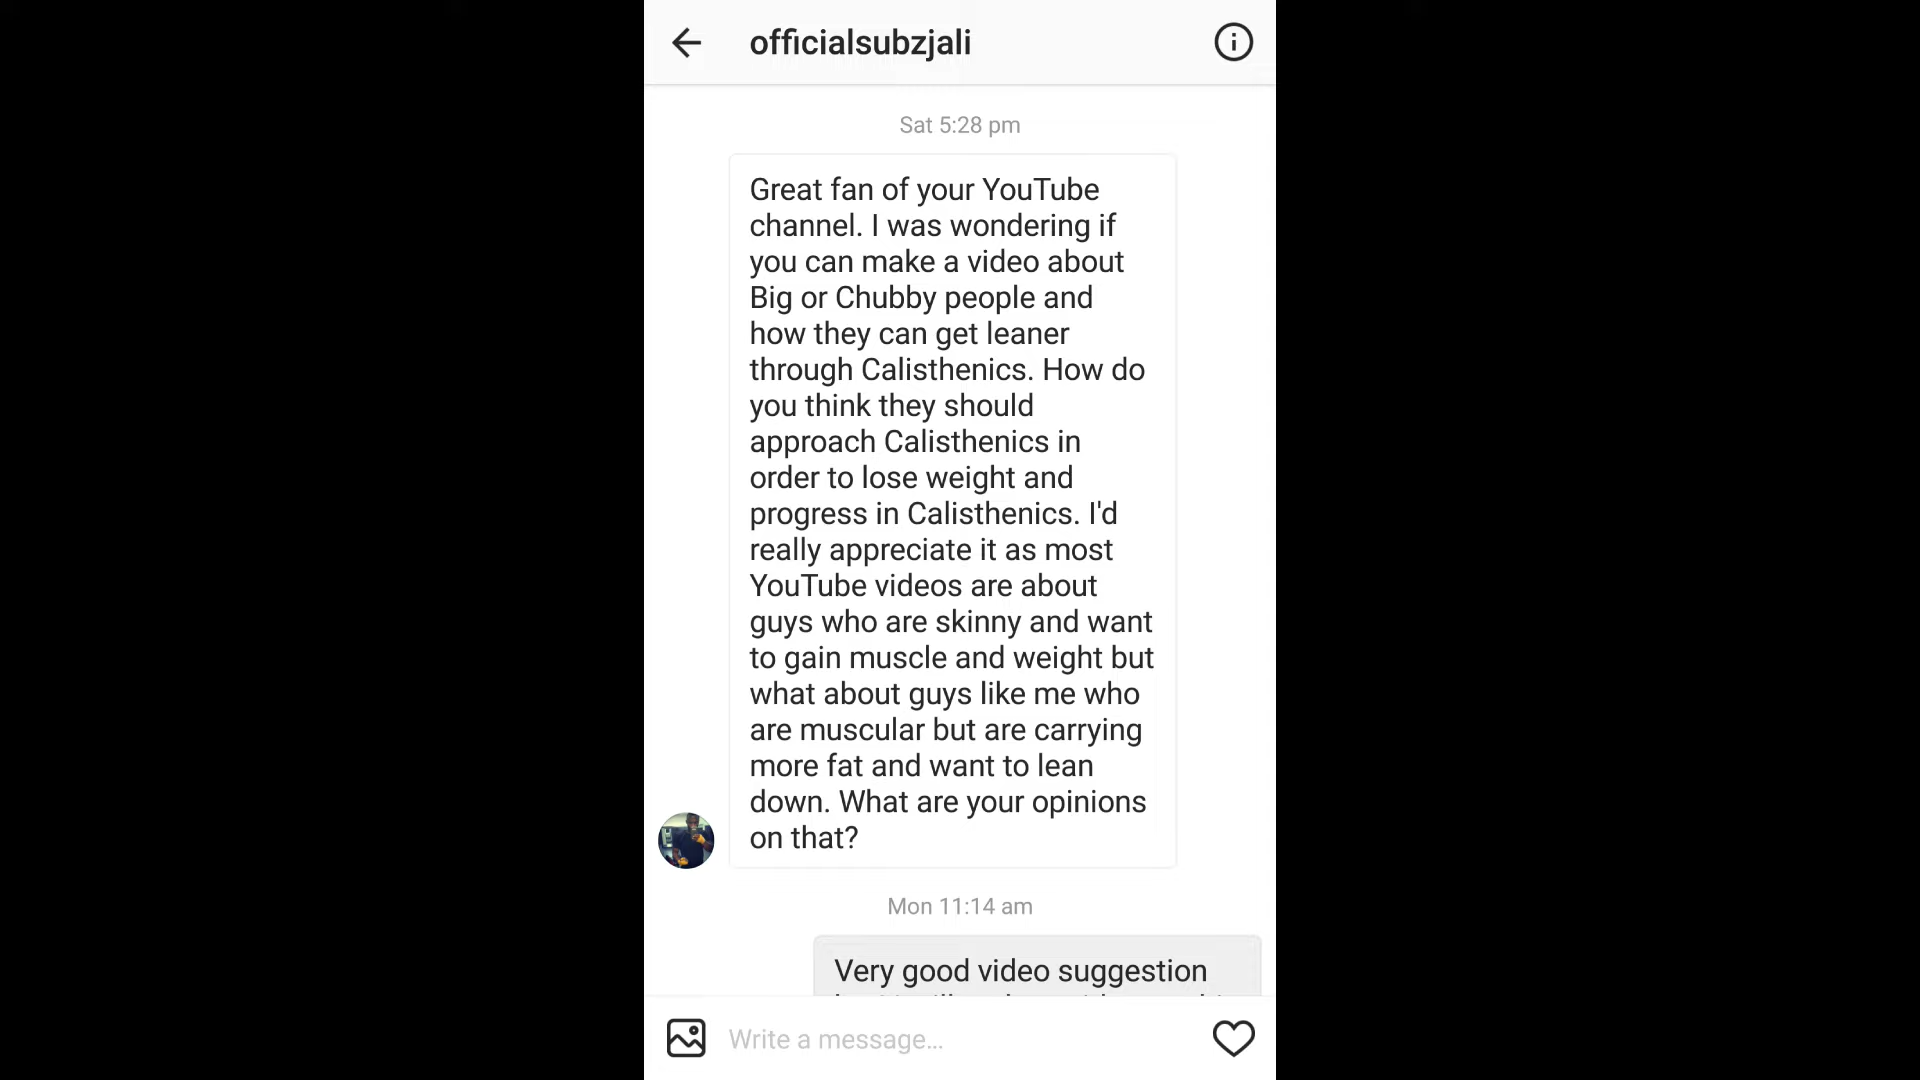 officialsubzjali
Sat 5:28 pm
Great fan of your YouTube
channel. I was wondering if
you can make a video about
Big or Chubby people and
how they can get leaner
through Calisthenics. How do
you think they should
approach Calisthenics in
order to lose weight and
progress in Calisthenics. I'd
really appreciate it as most
YouTube videos are about
guys who are skinny and want
to gain muscle and weight but
what about guys like me who
are muscular but are carrying
more fat and want to lean
down. What are your opinions
on that?
Mon 11:14 am
Very good video suggestion
Write a message...